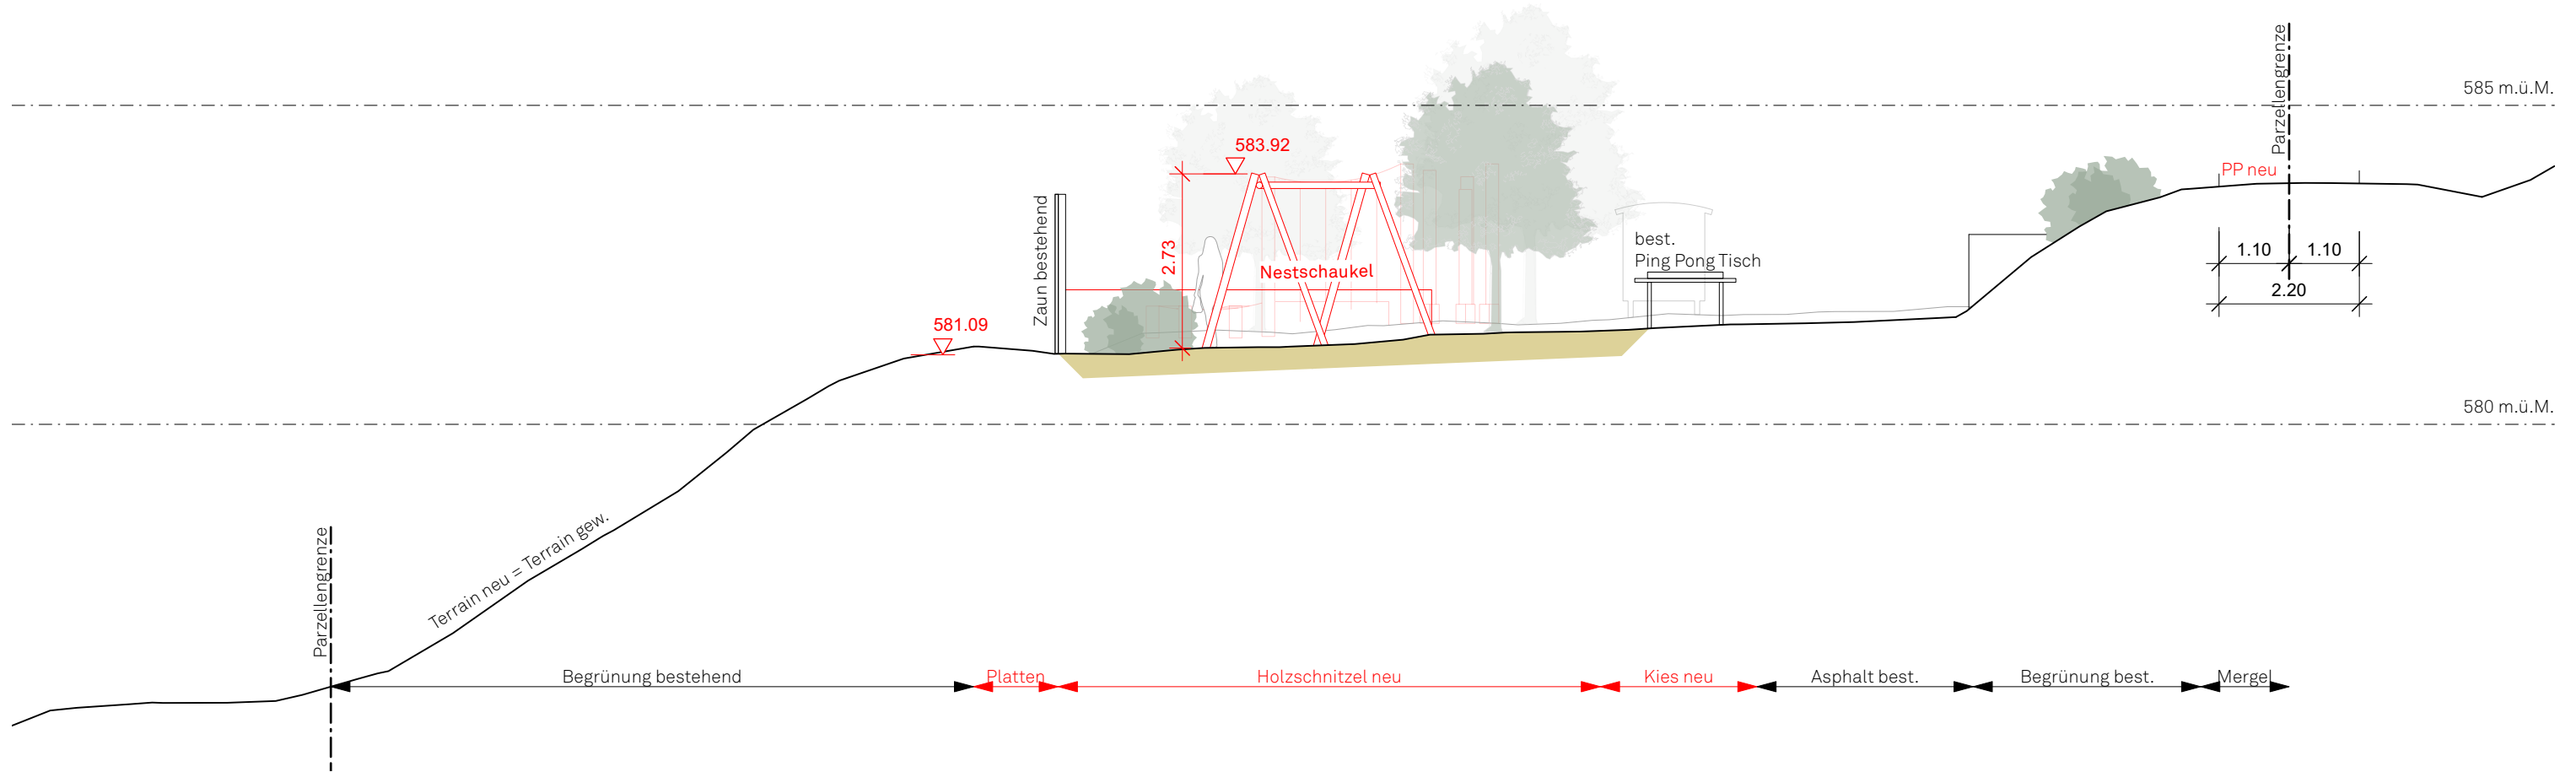 585 m.ü.M.
Parzellengrenze
583.92
PP neu
Zaun bestehend
2.73
Nestschaukel
best.
Ping Pong Tisch
1.10
1.10
2.20
581.09
580 m.ü.M.
Terrain neu = Terrain gew.
Parzellengrenze
Begrünung bestehend
Platten
Holzschnitzel neu
Kies neu
Asphalt best.
Begrünung best.
Mergel